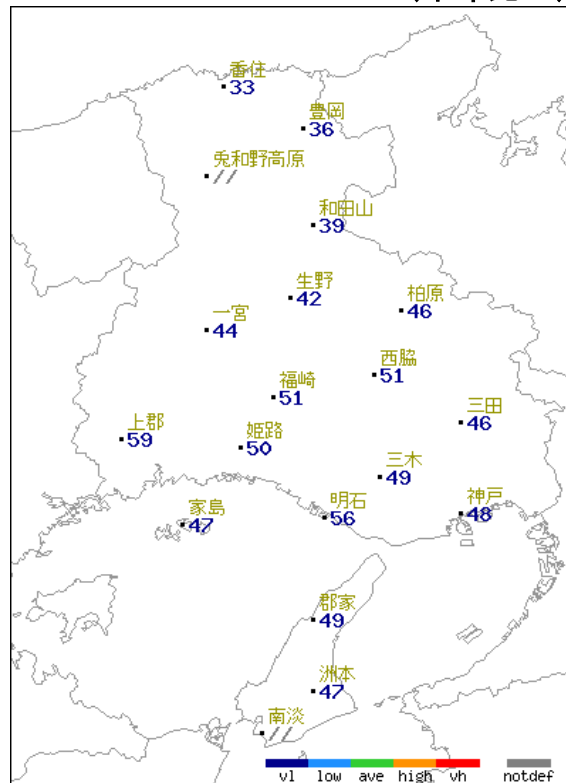 香住
33
豊岡
36
兎和野高原
//
和田山
39
生野
42
柏原
46
一宮
44
西脇
51
福崎
51
三田
46
上郡
59
姫路
50
三木
49
家島
47
明石
56
神戸
48
郡家
49
洲本
47
南淡
//
vl low ave high vh notdef